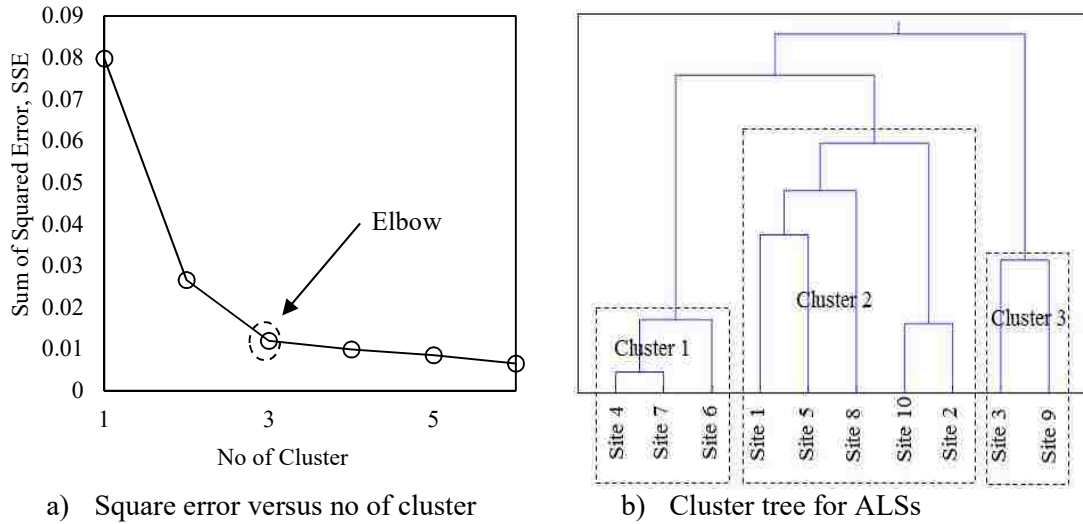 0.09
0.08
0.07
0.06
0.05
0.04
0.03
0.02
0.01
0
Sum of Squared Error, SSE
1
3
5
No of Cluster
Elbow
a) Square error versus no of cluster
Cluster 1
Cluster 2
Cluster 3
Site 4
Site 7
Site 6
Site 1
Site 5
Site 8
Site 10
Site 2
Site 3
Site 9
b) Cluster tree for ALSs